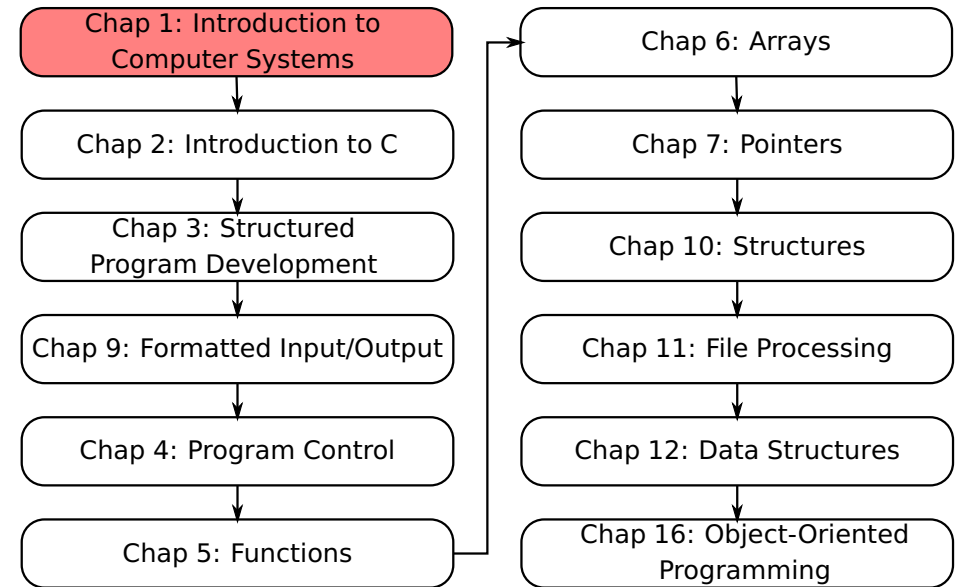 Chap 1: Introduction to
Computer Systems
Chap 2: Introduction to C
Chap 3: Structured
Program Development
Chap 9: Formatted Input/Output
Chap 4: Program Control
Chap 5: Functions
Chap 6: Arrays
Chap 7: Pointers
Chap 10: Structures
Chap 11: File Processing
Chap 12: Data Structures
Chap 16: Object-Oriented
Programming